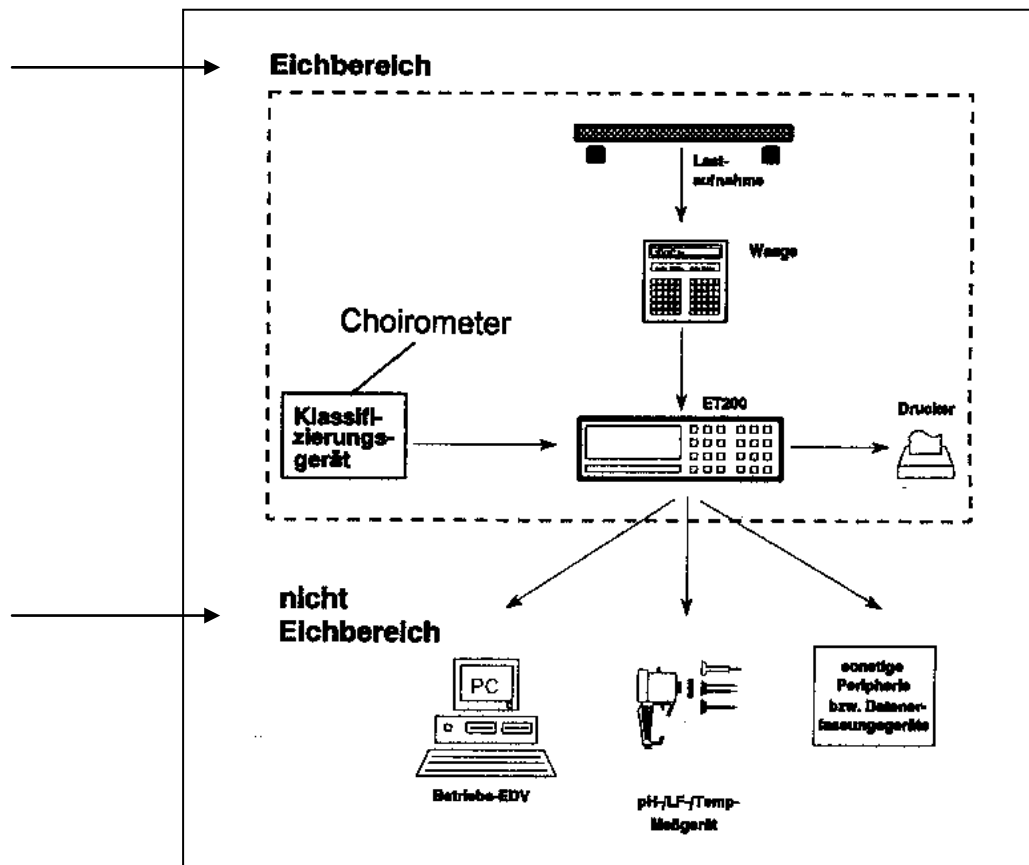 Eichbereich
Last-
aufnahme
Waage
Choirometer
Klassifi-
zierungs-
gerät
ET200
Drucker
nicht
Eichbereich
PC
sonstige
Peripherie
bzw. Datener-
fassungsgeräte
Betriebs-EDV
pH-/LF-/Temp-
Meßgerät